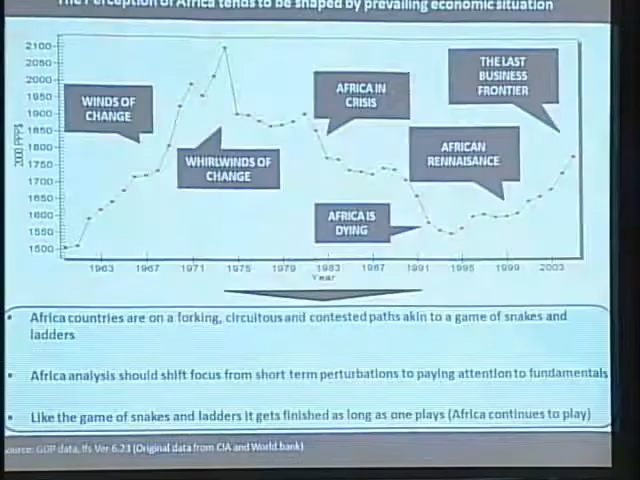 The Perception of Africa tends to be shaped by prevailing economic situation
2100
2050
2000
1950
1900
1850
1800
1750
1700
1650
1600
1550
1500
2000 PPP$
WINDS OF
CHANGE
WHIRLWINDS OF
CHANGE
AFRICA IN
CRISIS
THE LAST
BUSINESS
FRONTIER
AFRICAN
RENNAISANCE
AFRICA IS
DYING
1963 1967 1971 1975 1979 1983 1987 1991 1995 1999 2003
Year
Africa countries are on a forking, circuitous and contested paths akin to a game of snakes and
ladders
Africa analysis should shift focus from short term perturbations to paying attention to fundamentals
Like the game of snakes and ladders it gets finished as long as one plays (Africa continues to play)
GDP data, Ifs Ver 6.23 (Original data from CIA and World bank)